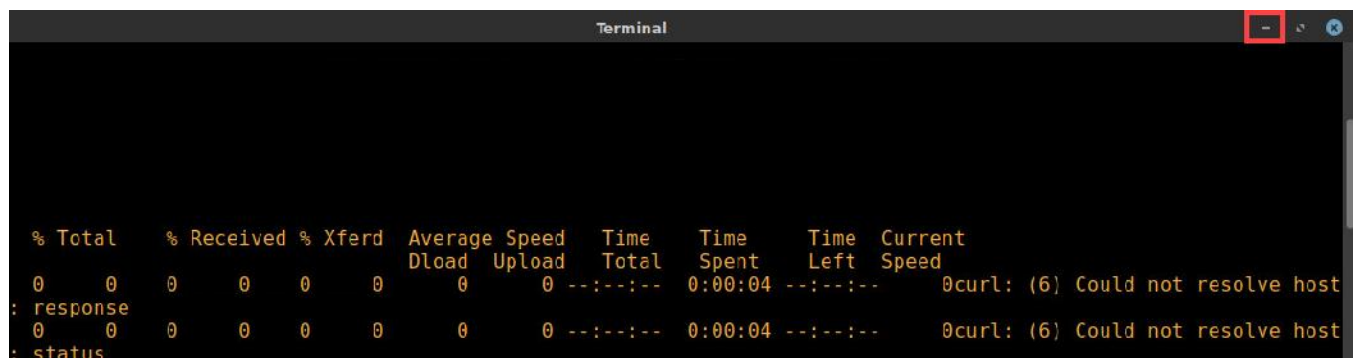 Terminal
% Total % Received % Xferd Average Speed Time Time Time Current
Dload Upload Total Spent Left Speed
0 0 0 0 0 0 0 0 --:--:-- 0:00:04 --:--:-- 0curl: (6) Could not resolve host
: response
0 0 0 0 0 0 0 0 --:--:-- 0:00:04 --:--:-- 0curl: (6) Could not resolve host
: status